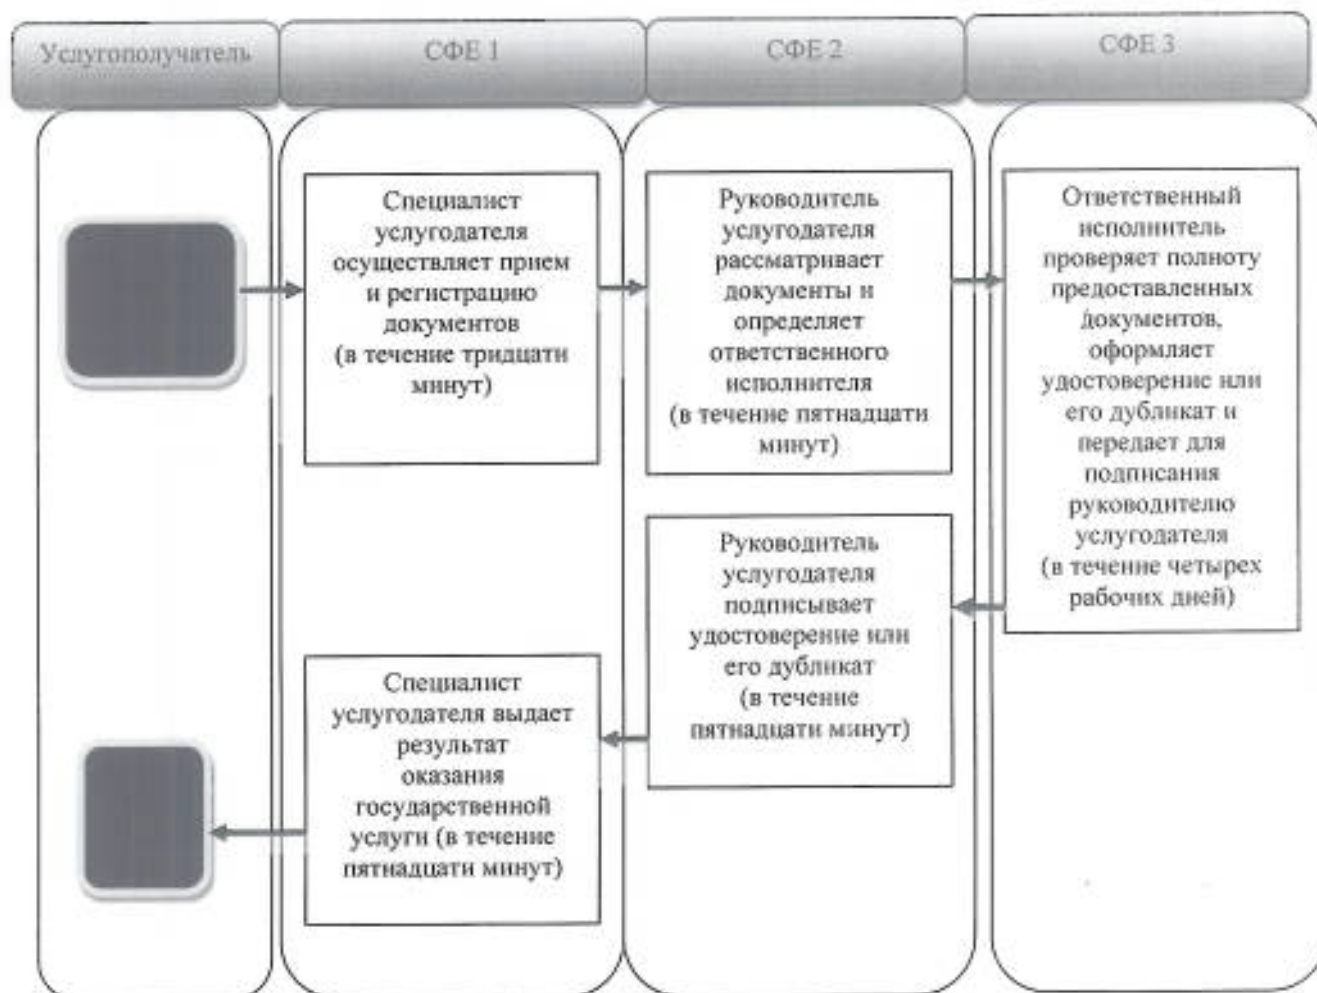 Услугополучатель
СФЕ 1
СФЕ 2
СФЕ 3
Специалист
услугодателя
осуществляет прием
и регистрацию
документов
(в течение тридцати
минут)
Руководитель
услугодателя
рассматривает
документы и
определяет
ответственного
исполнителя
(в течение пятнадцати
минут)
Ответственный
исполнитель
проверяет полноту
предоставленных
документов,
оформляет
удостоверение или
его дубликат и
передает для
подписания
руководителю
услугодателя
(в течение четырех
рабочих дней)
Руководитель
услугодателя
подписывает
удостоверение или
его дубликат
(в течение
пятнадцати минут)
Специалист
услугодателя выдает
результат
оказания
государственной
услуги (в течение
пятнадцати минут)